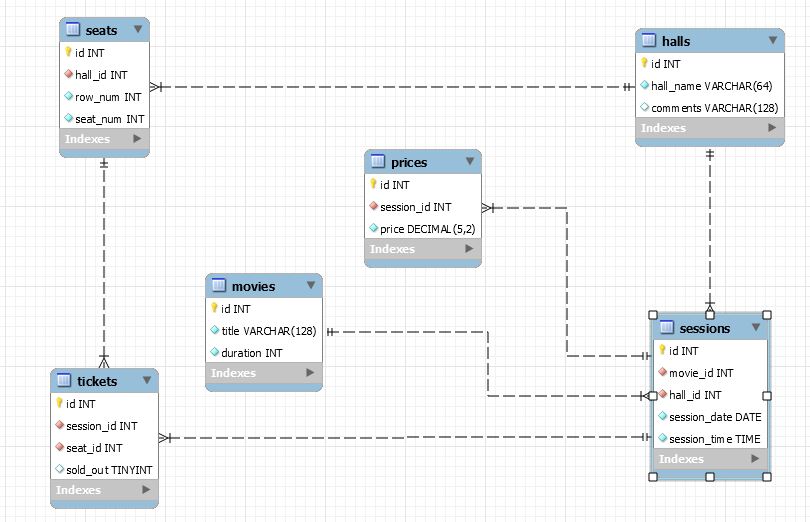 seats
id INT
hall_id INT
row_num INT
seat_num INT
Indexes
halls
id INT
hall_name VARCHAR(64)
comments VARCHAR(128)
Indexes
prices
id INT
session_id INT
price DECIMAL(5,2)
Indexes
movies
id INT
title VARCHAR(128)
duration INT
Indexes
sessions
id INT
movie_id INT
hall_id INT
session_date DATE
session_time TIME
Indexes
tickets
id INT
session_id INT
seat_id INT
sold_out TINYINT
Indexes